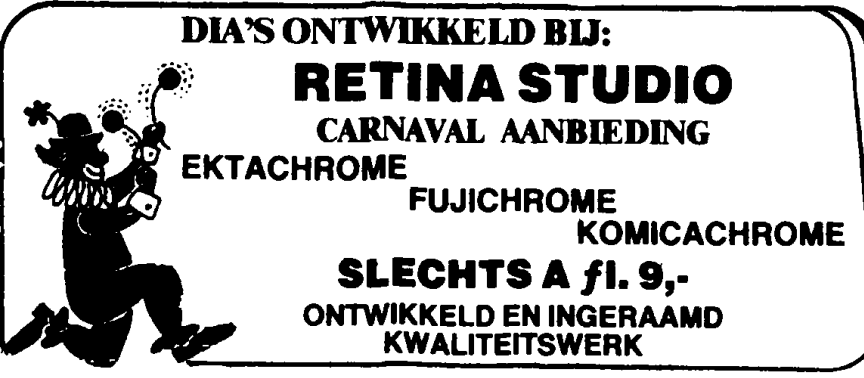 DIA'S ONTWIKKELD BIJ:
RETINA STUDIO
CARNAVAL AANBIEDING
EKTACHROME
FUJICHROME
KOMICACHROME
SLECHTS A fl. 9,-
ONTWIKKELD EN INGERAAMD
KWALITEITSWERK